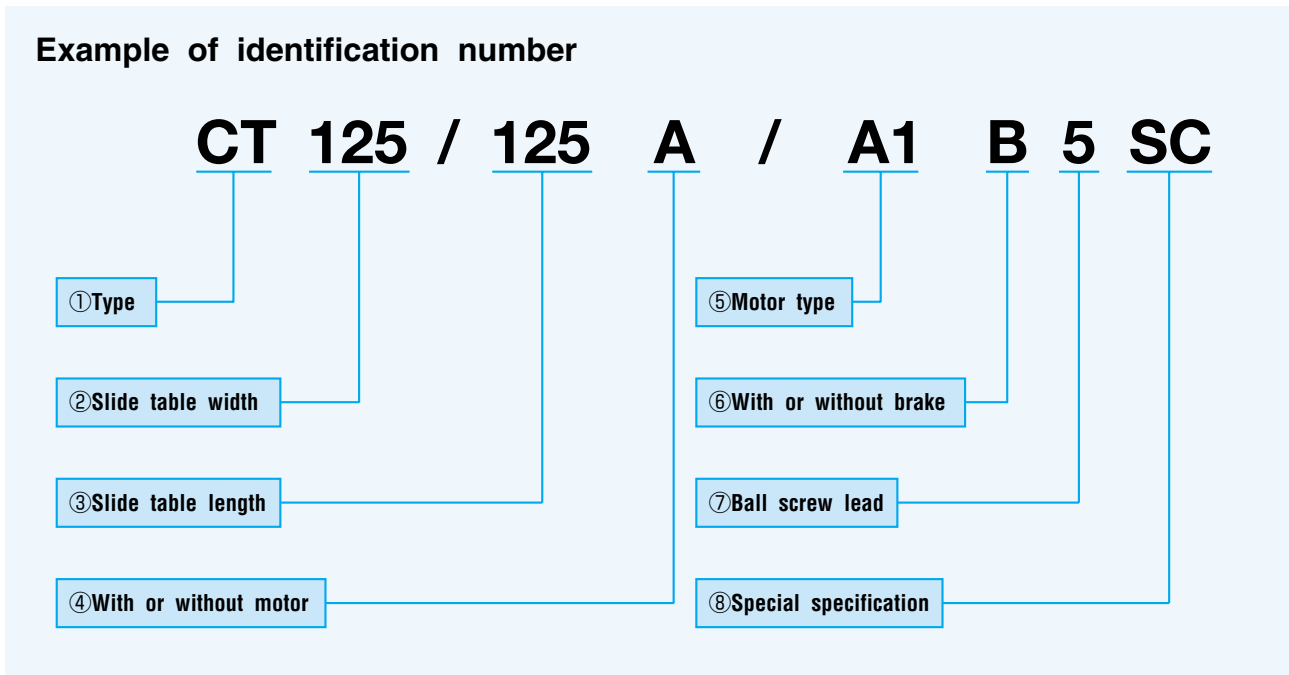 Example of identification number
CT 125 / 125 A / A1 B 5 SC
①Type
②Slide table width
③Slide table length
④With or without motor
⑤Motor type
⑥With or without brake
⑦Ball screw lead
⑧Special specification